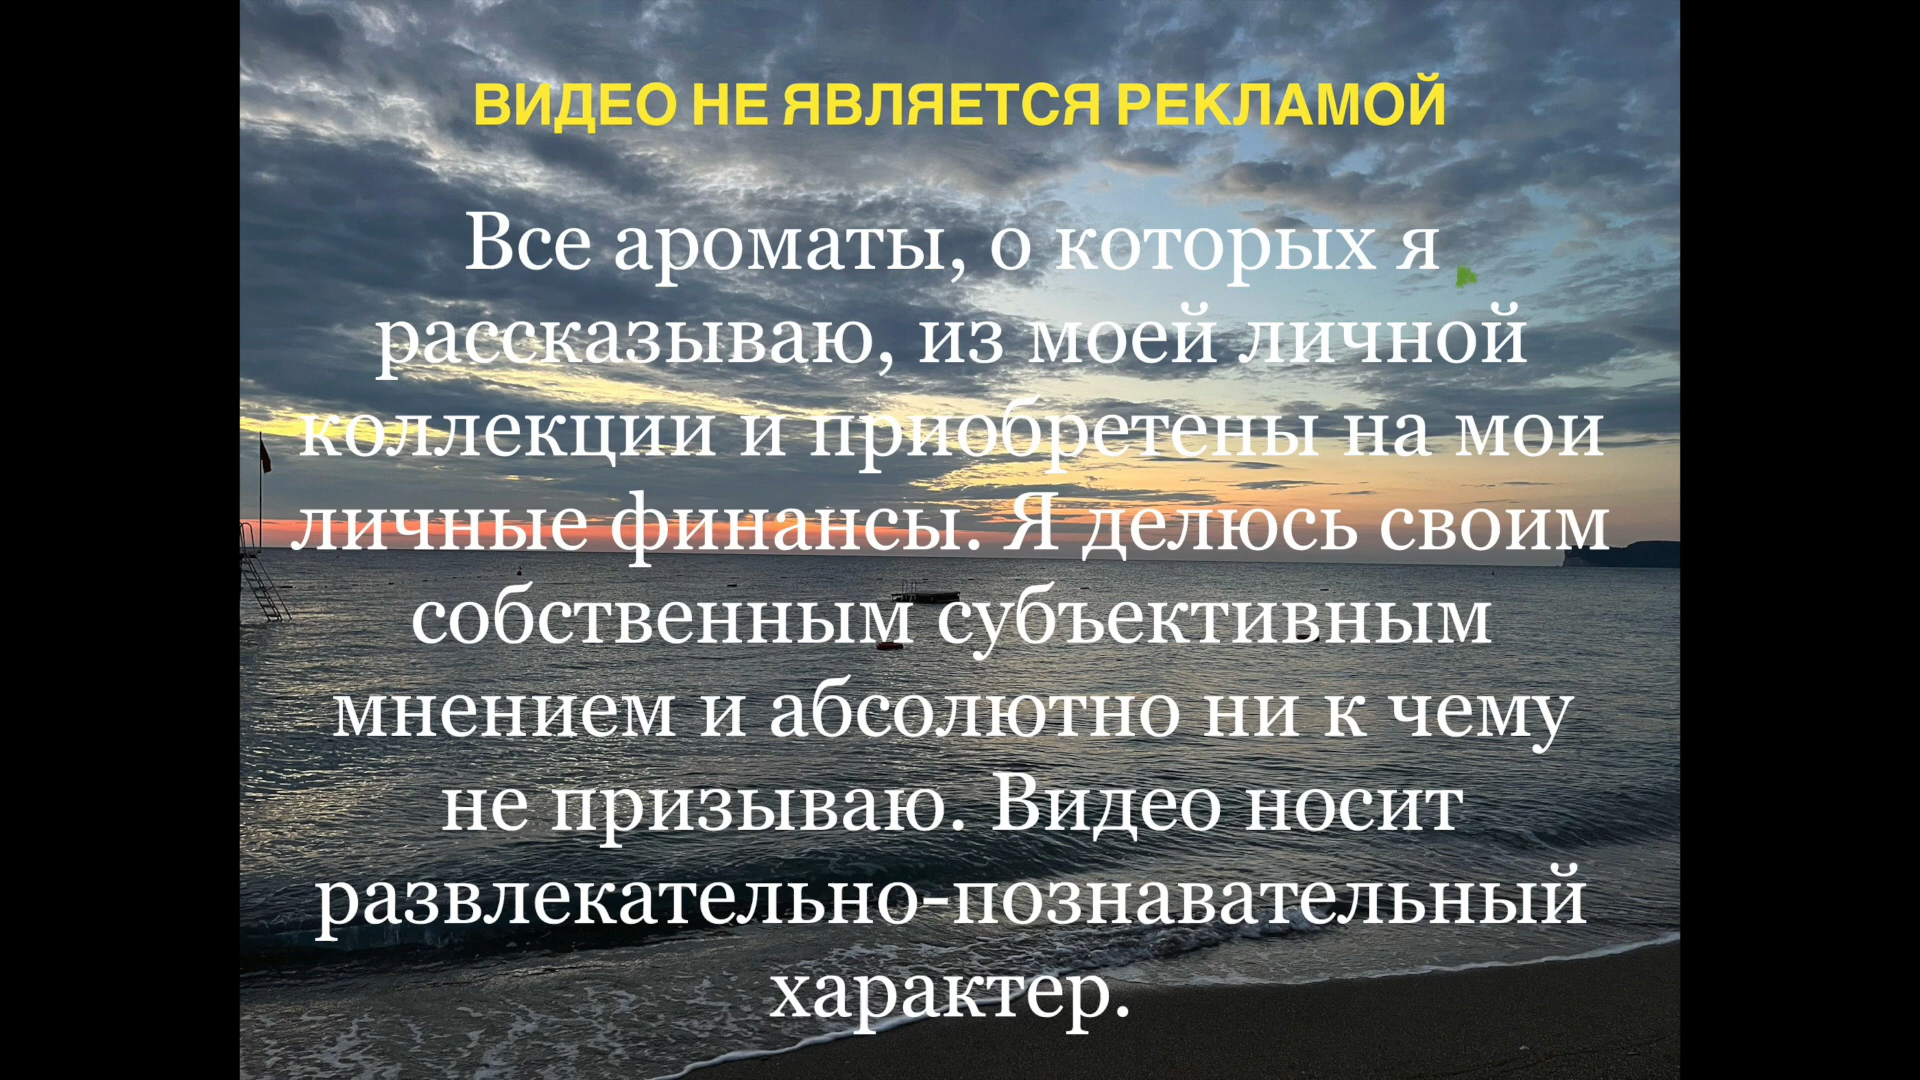 ВИДЕО НЕ ЯВЛЯЕТСЯ РЕКЛАМОЙ
Все ароматы, о которых я
рассказываю, из моей личной
коллекции и приобретены на мои
личные финансы. Я делюсь своим
собственным субъективным
мнением и абсолютно ни к чему
не призываю. Видео носит
развлекательно-познавательный
характер.